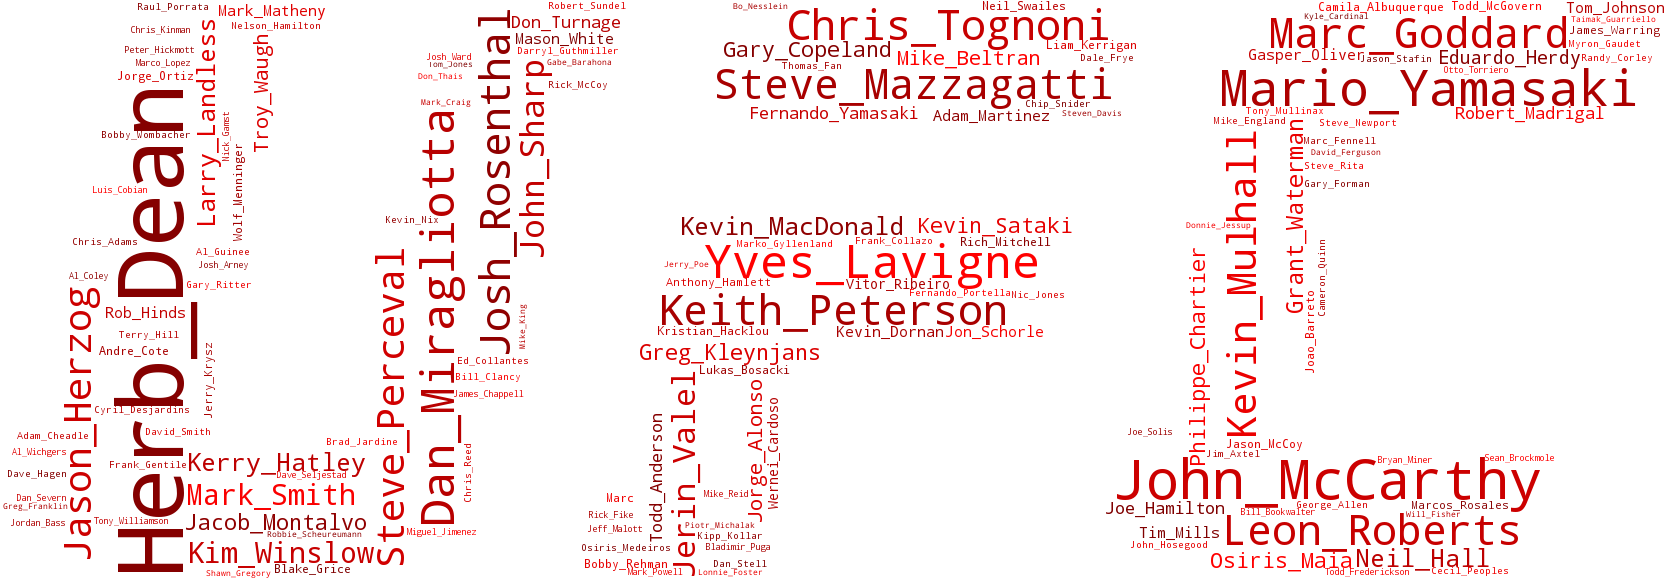 Raul_Porrata
Mark_Matheny
Nelson_Hamilton
Chris_Kinman
Peter_Hickmott
Marco_Lopez
Jorge_Ortiz
Larry_Landless
Troy_Waugh
Bobby_Wombacher
Nick_Gamst
Wolf_Menninger
Luis_Cobian
Herb_Dean
Chris_Adams
Al_Guinee
Josh_Arney
Al_Coley
Gary_Ritter
Jason_Herzog
Rob_Hinds
Terry_Hill
Andre_Cote
Jerry_Krysz
Cyril_Desjardins
David_Smith
Adam_Cheadle
Al_Wichgers
Frank_Gentile
Kerry_Hatley
Dave_Seljestad
Dave_Hagen
Mark_Smith
Dan_Severn
Greg_Franklin
Jordan_Bass
Tony_Williamson
Jacob_Montalvo
Robbie_Scheureumann
Kim_Winslow
Shawn_Gregory
Blake_Grice
Robert_Sundel
Don_Turnage
Mason_White
Darryl_Guthmiller
Gabe_Barahona
Josh_Ward
Tom_Jones
Don_Thais
Rick_McCoy
Mark_Craig
Josh_Rosenthal
John_Sharp
Dan_Miragliotta
Kevin_Nix
Steve_Perceval
Mike_King
Ed_Collantes
Bill_Clancy
James_Chappell
Brad_Jardine
Chris_Reed
Miguel_Jimenez
Bo_Nesslein
Neil_Swailes
Chris_Tognoni
Gary_Copeland
Mike_Beltran
Liam_Kerrigan
Dale_Frye
Thomas_Fan
Steve_Mazzagatti
Chip_Snider
Fernando_Yamasaki
Adam_Martinez
Steven_Davis
Kevin_MacDonald
Kevin_Sataki
Marko_Gyllenland
Frank_Collazo
Rich_Mitchell
Jerry_Poe
Yves_Lavigne
Anthony_Hamlett
Vitor_Ribeiro
Fernando_Portella
Nic_Jones
Keith_Peterson
Kristian_Hacklou
Kevin_Dornan
Jon_Schorle
Greg_Kleynjans
Lukas_Bosacki
Todd_Anderson
Jerin_Valel
Jorge_Alonso
Wernei_Cardoso
Mike_Reid
Marc
Rick_Fike
Jeff_Malott
Piotr_Michalak
Kipp_Kollar
Osiris_Medeiros
Bladimir_Puga
Bobby_Rehman
Dan_Stell
Mark_Powell
Lonnie_Foster
Camila_Albuquerque
Todd_McGovern
Tom_Johnson
Kyle_Cardinal
Taimak_Guarriello
Marc_Goddard
James_Warring
Myron_Gaudet
Gasper_Oliver
Jason_Stafin
Eduardo_Herdy
Randy_Corley
Otto_Torriero
Mario_Yamasaki
Tony_Mullinax
Robert_Madrigal
Mike_England
Steve_Newport
Marc_Fennell
David_Ferguson
Steve_Rita
Gary_Forman
Kevin_Mulhall
Grant_Waterman
Donnie_Jessup
Philippe_Chartier
Joao_Barreto
Cameron_Quinn
Joe_Solis
Jason_McCoy
Jim_Axtel
Bryan_Miner
Sean_Brockmole
John_McCarthy
Joe_Hamilton
Bill_Bookwalter
George_Allen
Marcos_Rosales
Will_Fisher
Leon_Roberts
Tim_Mills
John_Hosegood
Osiris_Maia
Neil_Hall
Todd_Frederickson
Cecil_Peoples